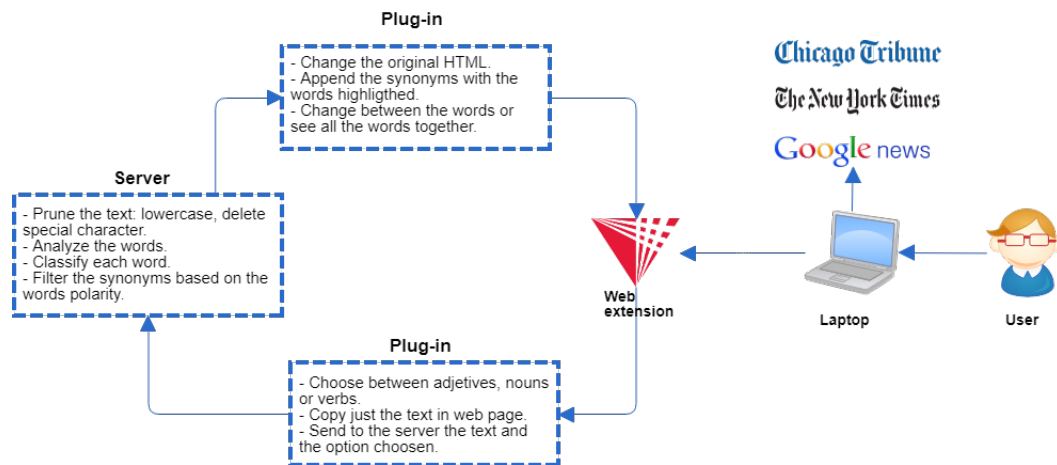 Plug-in
- Change the original HTML.
- Append the synonyms with the
words highligthed.
- Change between the words or
see all the words together.
Chicago Tribune
The New York Times
Google news
Server
- Prune the text: lowercase, delete
special character.
- Analyze the words.
- Classify each word.
- Filter the synonyms based on the
words polarity.
Web
extension
Laptop
User
Plug-in
- Choose between adjetives, nouns
or verbs.
- Copy just the text in web page.
- Send to the server the text and
the option choosen.